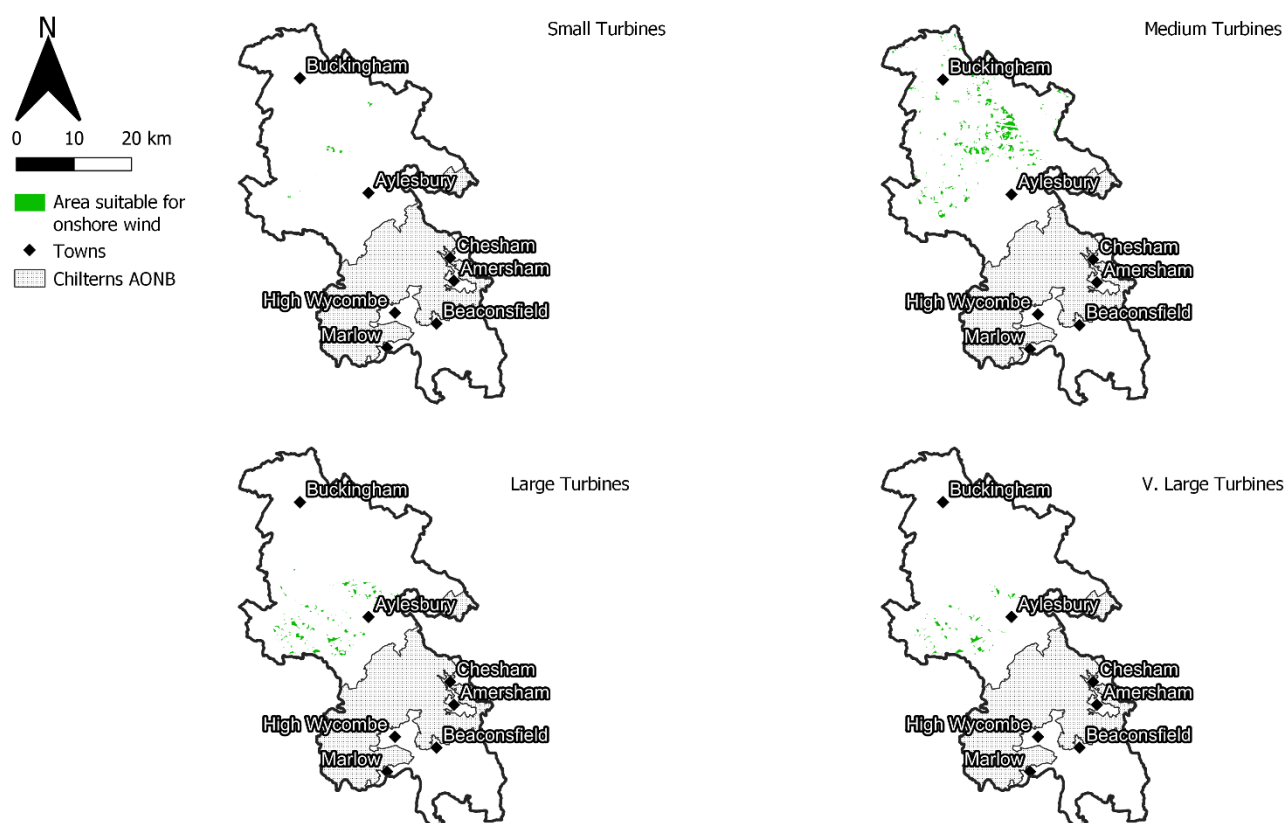 N
0 10 20 km
Area suitable for
onshore wind
Towns
Chilterns AONB
Small Turbines
Buckingham
Aylesbury
Chesham
Amersham
High Wycombe
Beaconsfield
Marlow
Medium Turbines
Buckingham
Aylesbury
Chesham
Amersham
High Wycombe
Beaconsfield
Marlow
Large Turbines
Buckingham
Aylesbury
Chesham
Amersham
High Wycombe
Beaconsfield
Marlow
V. Large Turbines
Buckingham
Aylesbury
Chesham
Amersham
High Wycombe
Beaconsfield
Marlow